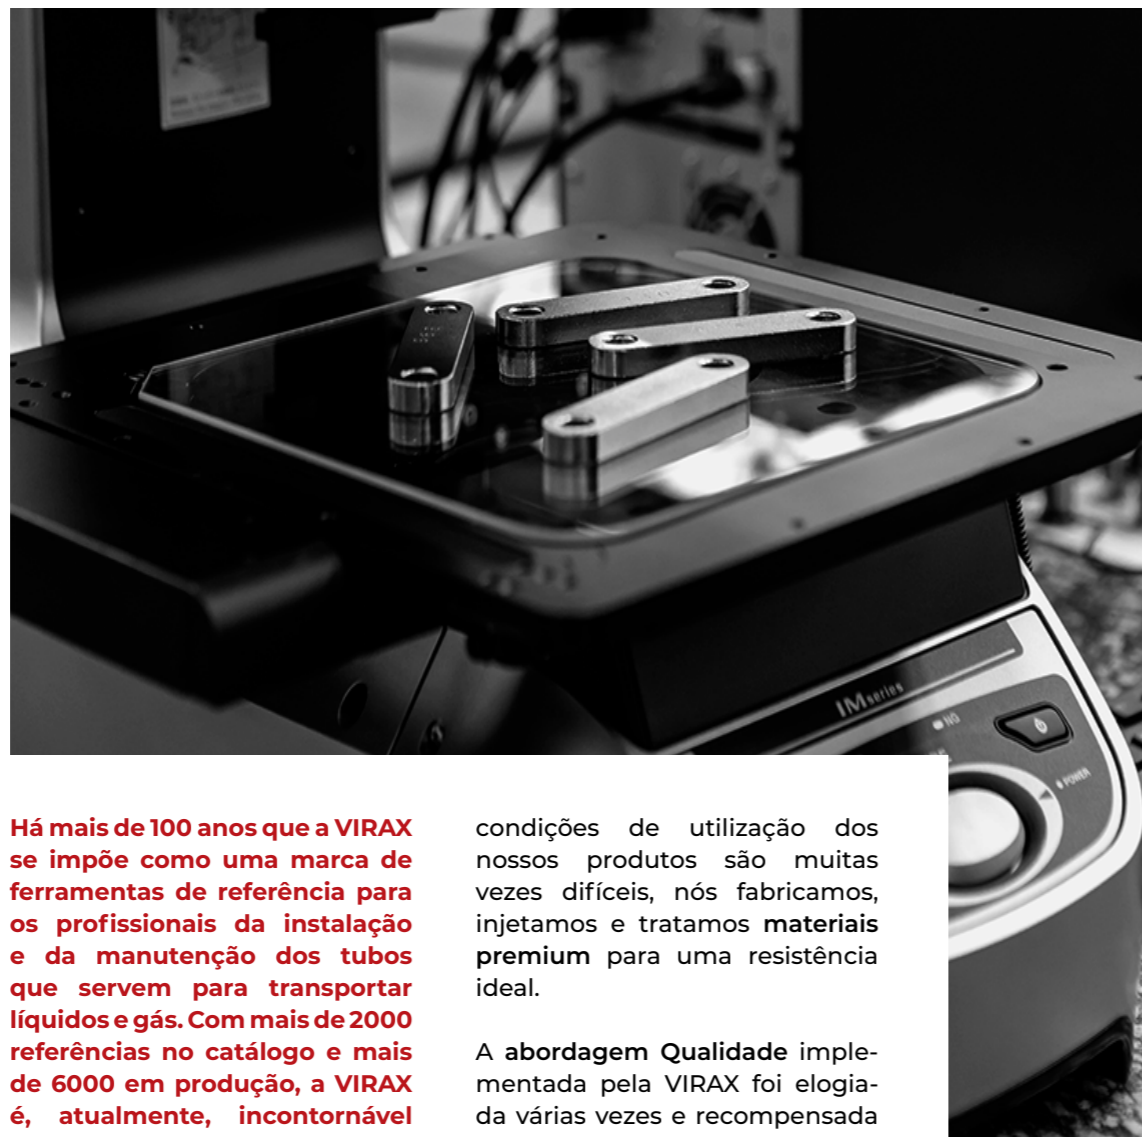 IMseries
NG
POWER
Há mais de 100 anos que a VIRAX
se impõe como uma marca de
ferramentas de referência para
os profissionais da instalação
e da manutenção dos tubos
que servem para transportar
líquidos e gás. Com mais de 2000
referências no catálogo e mais
de 6000 em produção, a VIRAX
é, atualmente, incontornável
condições de utilização dos
nossos produtos são muitas
vezes difíceis, nós fabricamos,
injetamos e tratamos materiais
premium para uma resistência
ideal.
A abordagem Qualidade imple-
mentada pela VIRAX foi elogia-
da várias vezes e recompensada